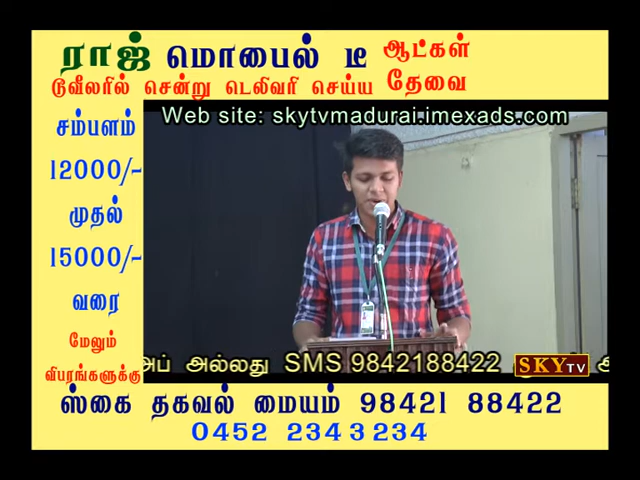 ராஜ் மொபைல் டீ ஆட்கள்
டூவீலரில் சென்று டெலிவரி செய்ய தேவை
Web site: skytvmadurai.imexads.com
சம்பளம்
12000/-
முதல்
15000/-
வரை
மேலும்
விபரங்களுக்கு
அப் அல்லது SMS 9842188422
SKY TV
ஸ்கை தகவல் மையம் 98421 88422
0452 2343234